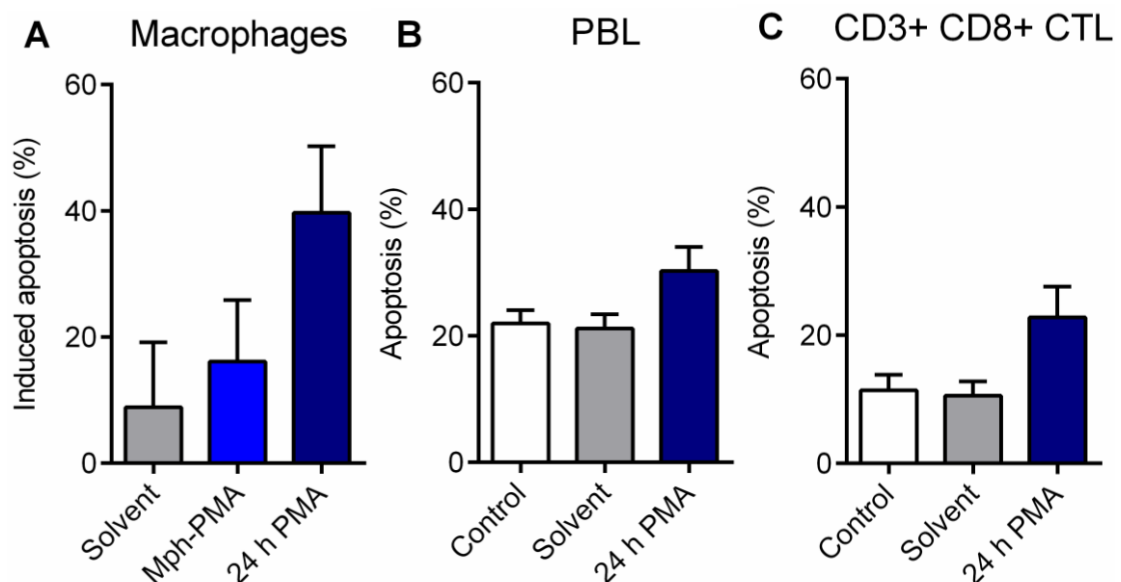 A Macrophages
Induced apoptosis (%)
60
40
20
0
Solvent
Mph-PMA
24 h PMA
B PBL
Apoptosis (%)
60
40
20
0
Control
Solvent
24 h PMA
C CD3+ CD8+ CTL
Apoptosis (%)
60
40
20
0
Control
Solvent
24 h PMA